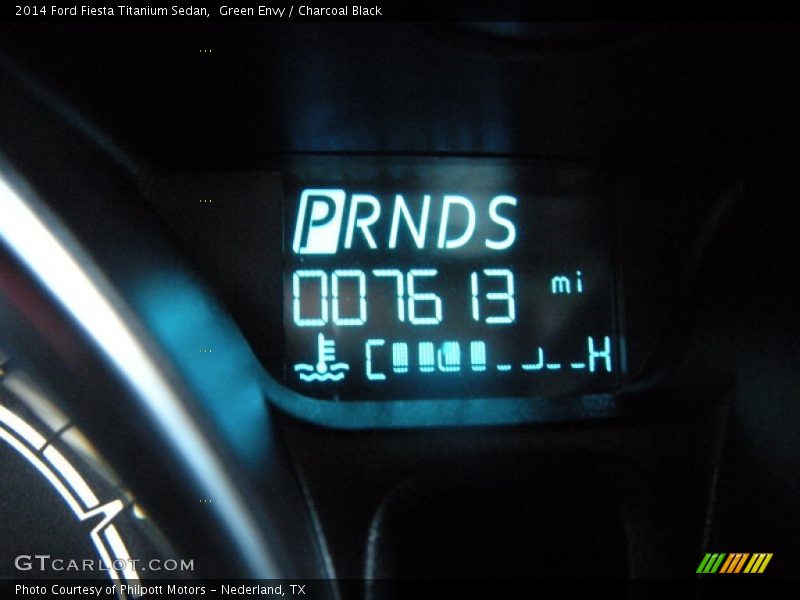 2014 Ford Fiesta Titanium Sedan,  Green Envy / Charcoal Black
PRNDS
007613 mi
C H
GTCARLOT.COM
Photo Courtesy of Philpott Motors - Nederland, TX